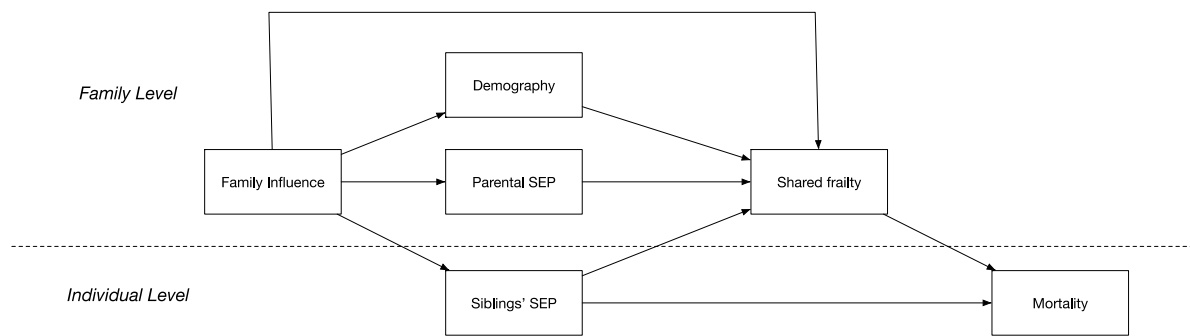 Family Level
Demography
Family Influence
Parental SEP
Shared frailty
Individual Level
Siblings’ SEP
Mortality